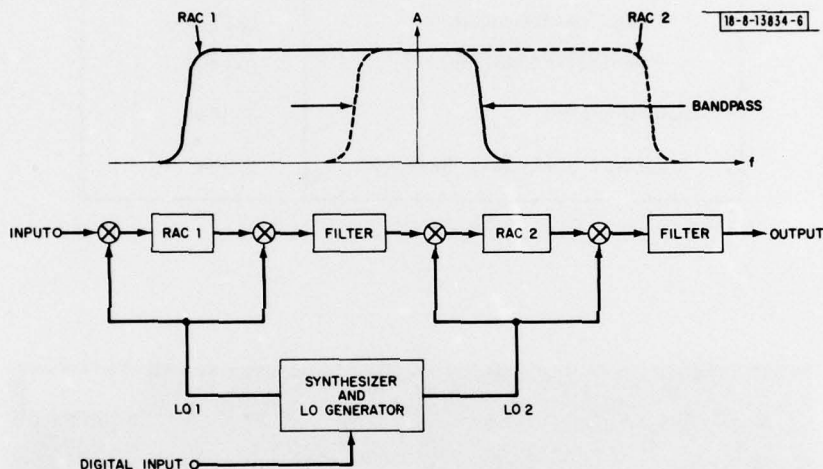 RAC 1
A
RAC 2
18-8-13834-6
BANDPASS
f
INPUT
RAC 1
FILTER
RAC 2
FILTER
OUTPUT
SYNTHESIZER
AND
LO GENERATOR
LO 1
LO 2
DIGITAL INPUT